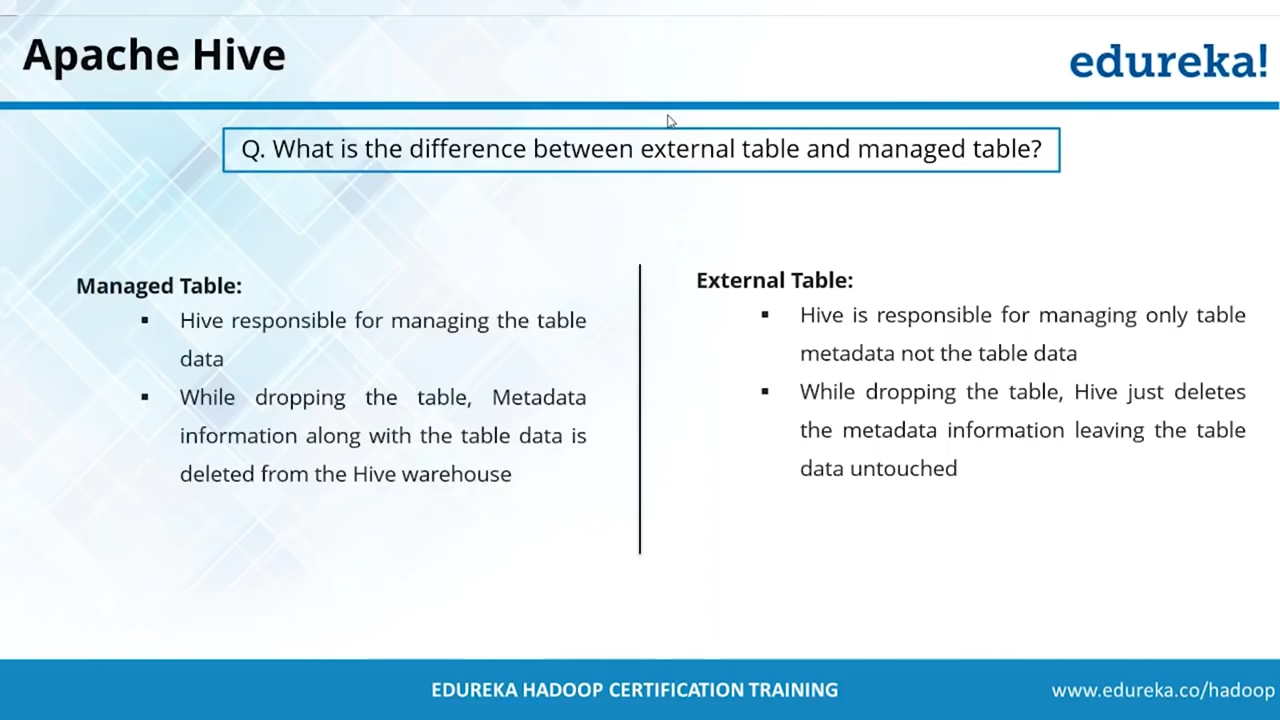 Apache Hive
edureka!
Q. What is the difference between external table and managed table?
Managed Table:
▪ Hive responsible for managing the table
data
▪ While dropping the table, Metadata
information along with the table data is
deleted from the Hive warehouse
External Table:
▪ Hive is responsible for managing only table
metadata not the table data
▪ While dropping the table, Hive just deletes
the metadata information leaving the table
data untouched
EDUREKA HADOOP CERTIFICATION TRAINING
www.edureka.co/hadoop